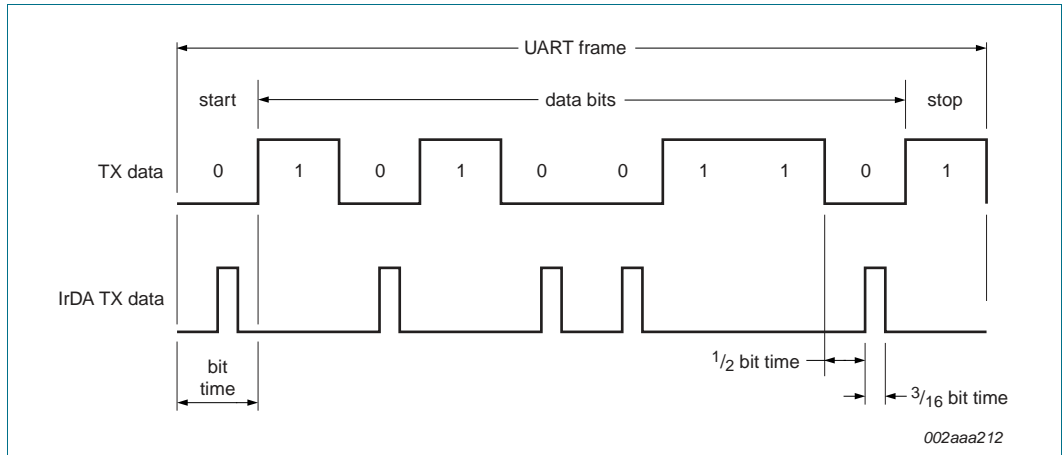 UART frame
start data bits stop
TX data 0 1 0 1 0 0 1 1 0 1
IrDA TX data
bit
time
1/2 bit time
3/16 bit time
002aaa212